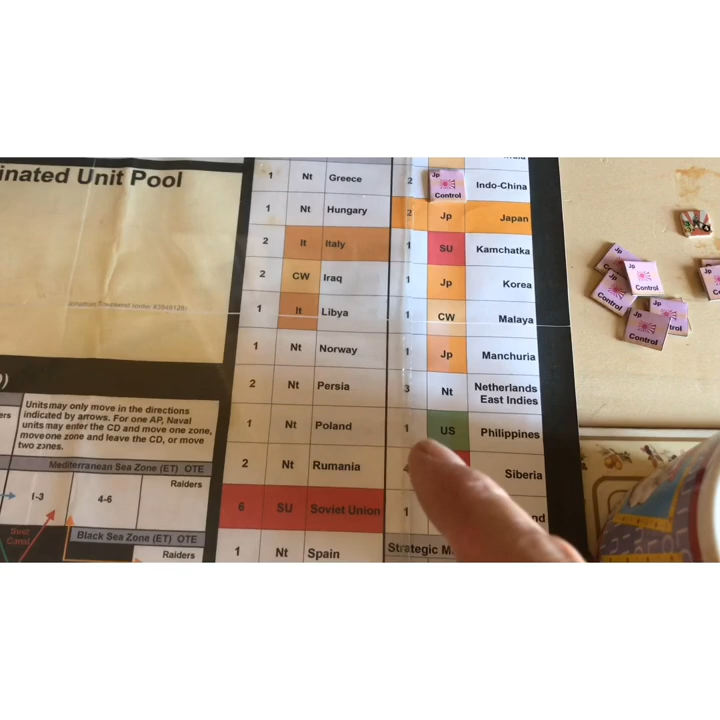 inated Unit Pool
Units may only move in the directions
indicated by arrows. For one AP, Naval
units may enter the CD and move one zone,
move one zone and leave the CD, or move
two zones.
Mediterranean Sea Zone (ET) OTE
Raiders
1-3
4-6
Suez
Canal
Black Sea Zone (ET) OTE
Raiders
1 Nt Greece
1 Nt Hungary
2 It Italy
2 CW Iraq
1 It Libya
1 Nt Norway
2 Nt Persia
1 Nt Poland
2 Nt Rumania
6 SU Soviet Union
1 Nt Spain
2 Jp Control Indo-China
2 Jp Japan
1 SU Kamchatka
1 Jp Korea
1 CW Malaya
1 Jp Manchuria
3 Nt Netherlands
East Indies
1 US Philippines
Siberia
1
Strategic
Jp
Jp
Control
Jp
Control
Jp
Control